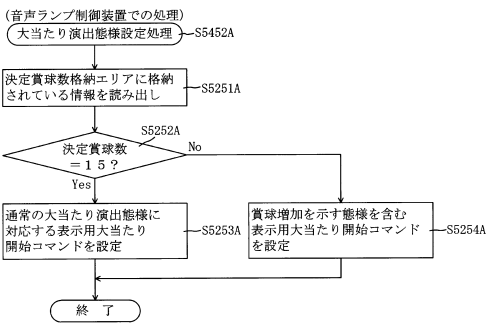 (音声ランプ制御装置での処理)
大当たり演出態様設定処理
S5452A
決定賞球数格納エリアに格納
されている情報を読み出し
S5251A
S5252A
決定賞球数
=15?
No
Yes
通常の大当たり演出態様に
対応する表示用大当たり
開始コマンドを設定
S5253A
賞球増加を示す態様を含む
表示用大当たり開始コマンド
を設定
S5254A
終 了